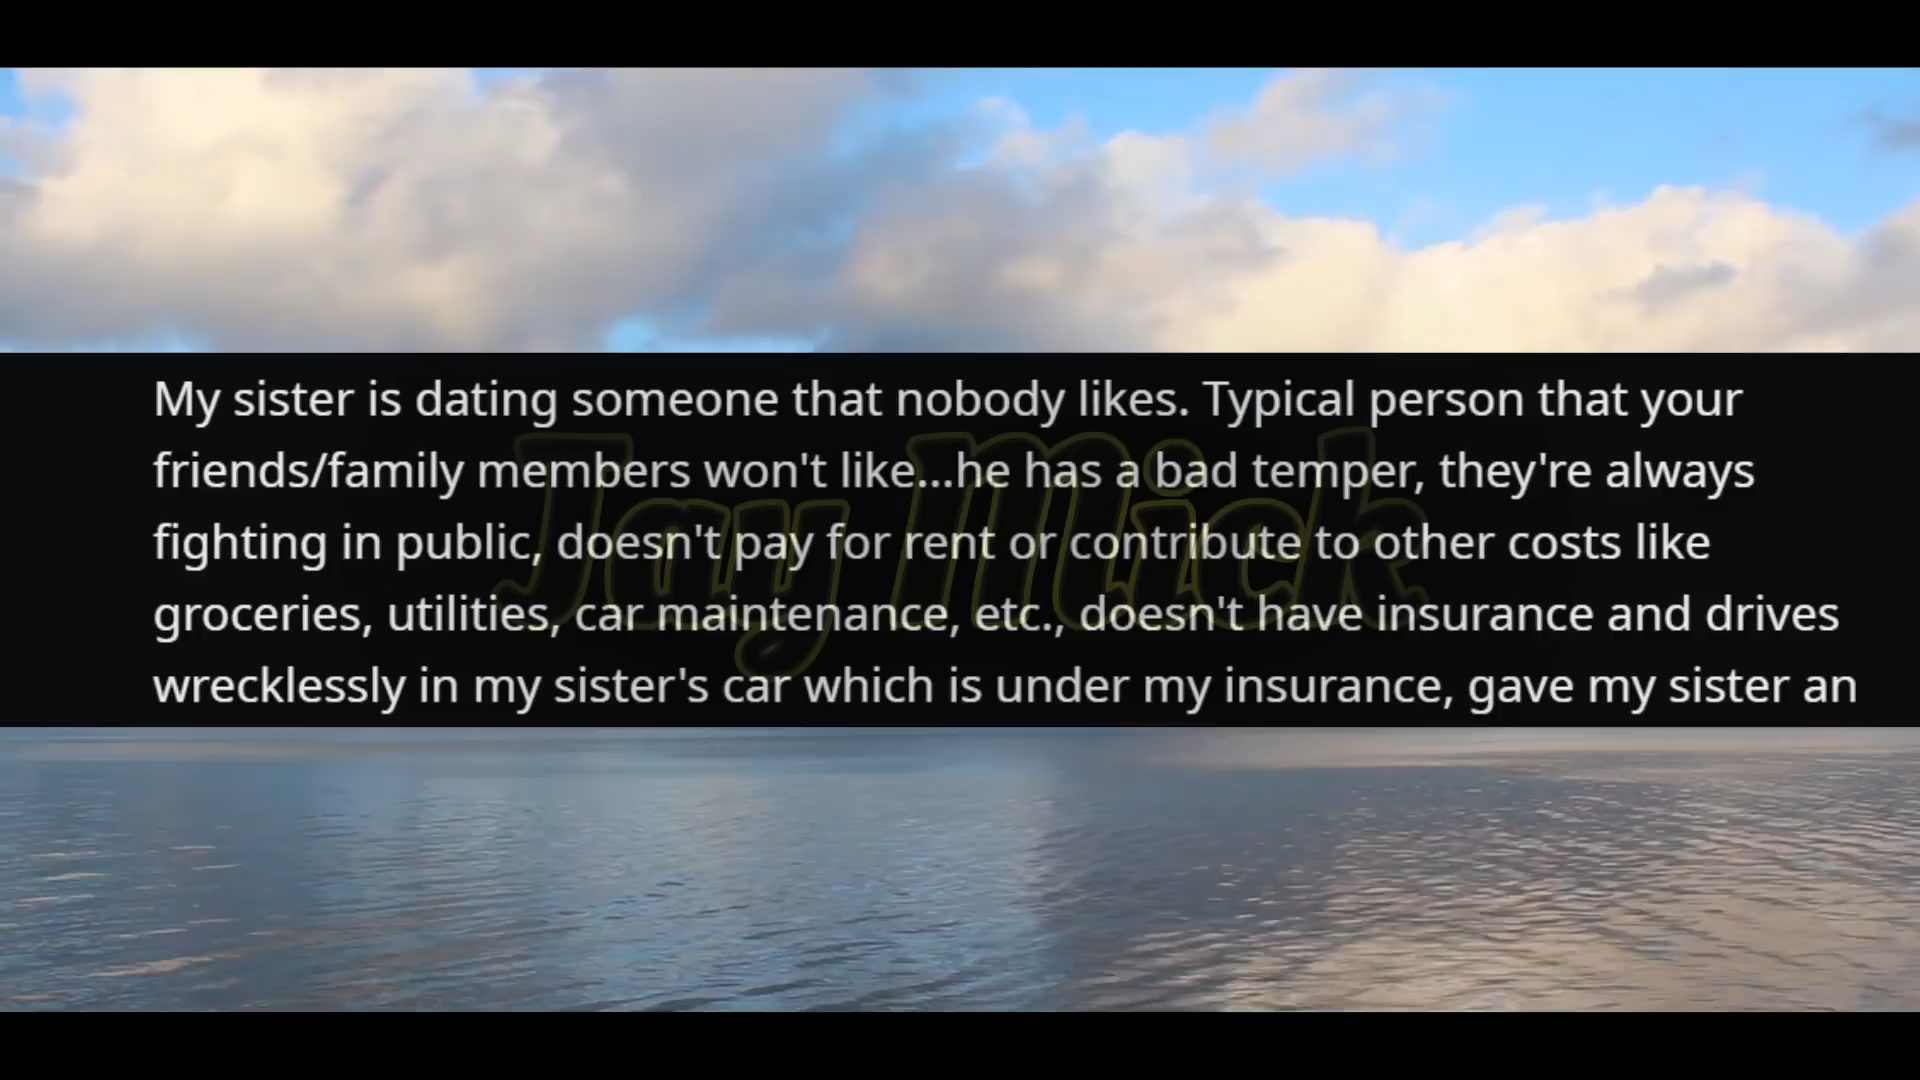 My sister is dating someone that nobody likes. Typical person that your
friends/family members won't like...he has a bad temper, they're always
fighting in public, doesn't pay for rent or contribute to other costs like
groceries, utilities, car maintenance, etc., doesn't have insurance and drives
wrecklessly in my sister's car which is under my insurance, gave my sister an
Jay Mick